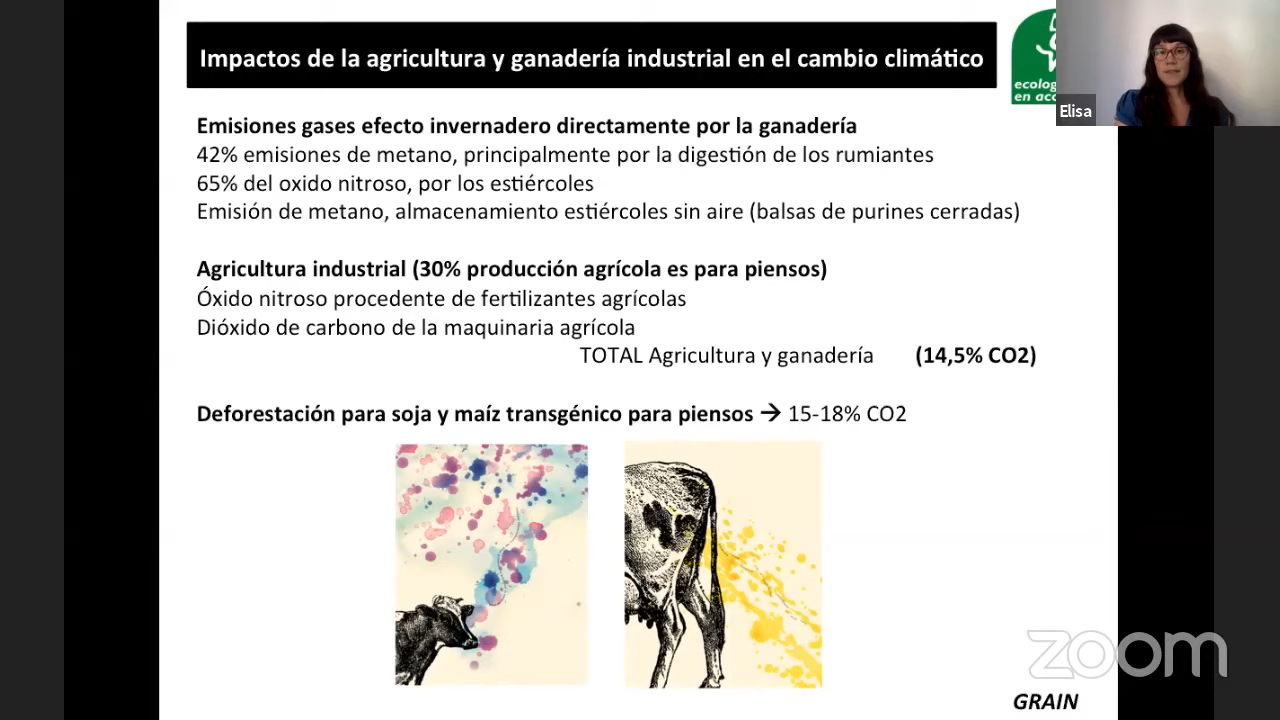 Impactos de la agricultura y ganadería industrial en el cambio climático
Elisa
Emisiones gases efecto invernadero directamente por la ganadería
42% emisiones de metano, principalmente por la digestión de los rumiantes
65% del oxido nitroso, por los estiércoles
Emisión de metano, almacenamiento estiércoles sin aire (balsas de purines cerradas)
Agricultura industrial (30% producción agrícola es para piensos)
Óxido nitroso procedente de fertilizantes agrícolas
Dióxido de carbono de la maquinaria agrícola
TOTAL Agricultura y ganadería (14,5% CO2)
Deforestación para soja y maíz transgénico para piensos → 15-18% CO2
zoom
GRAIN